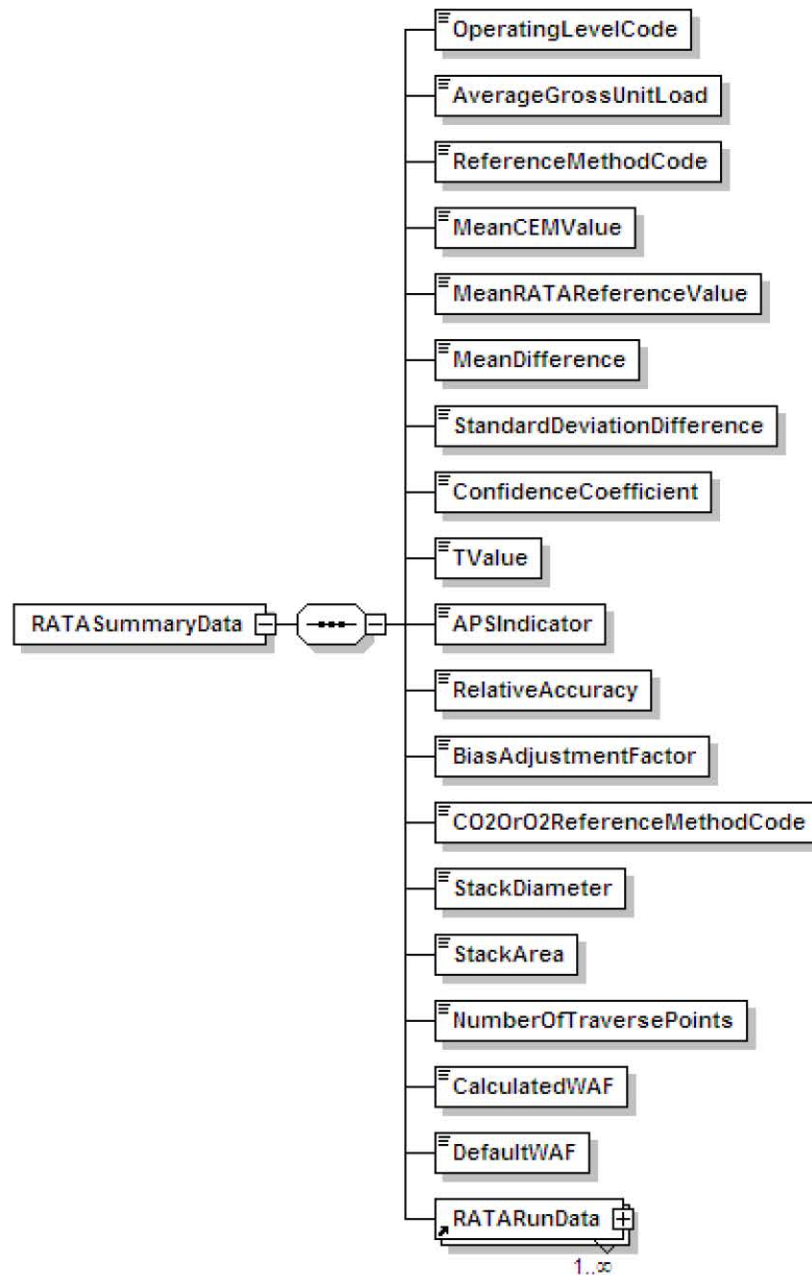 OperatingLevelCode
AverageGrossUnitLoad
ReferenceMethodCode
MeanCEMValue
MeanRATAReferenceValue
MeanDifference
StandardDeviationDifference
ConfidenceCoefficient
TValue
RATASummaryData
APSIndicator
RelativeAccuracy
BiasAdjustmentFactor
CO2OrO2ReferenceMethodCode
StackDiameter
StackArea
NumberOfTraversePoints
CalculatedWAF
DefaultWAF
RATARunData
1..∞